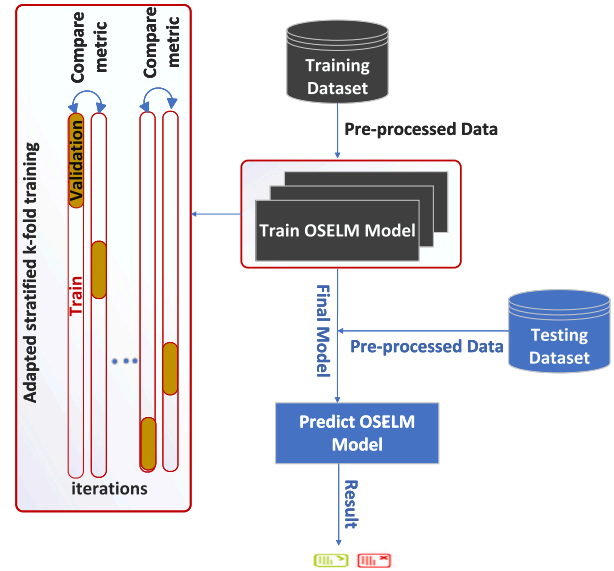 Compare
metric
Compare
metric
Adapted stratified k-fold training
Validation
Train
iterations
Training
Dataset
Pre-processed Data
Train OSELM Model
Final Model
Pre-processed Data
Testing
Dataset
Predict OSELM
Model
Result